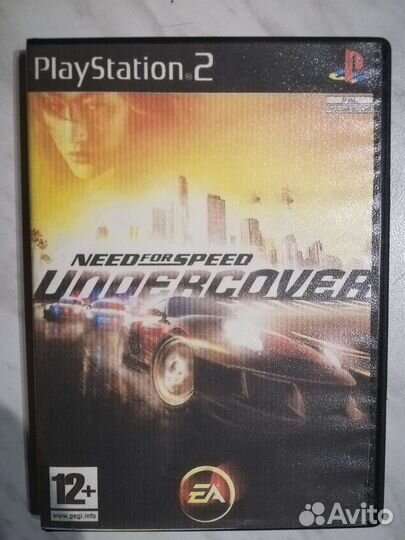 PlayStation®2
PAL
NEED FOR SPEED
UNDERCOVER
12+
www.pegi.info
EA
Avito